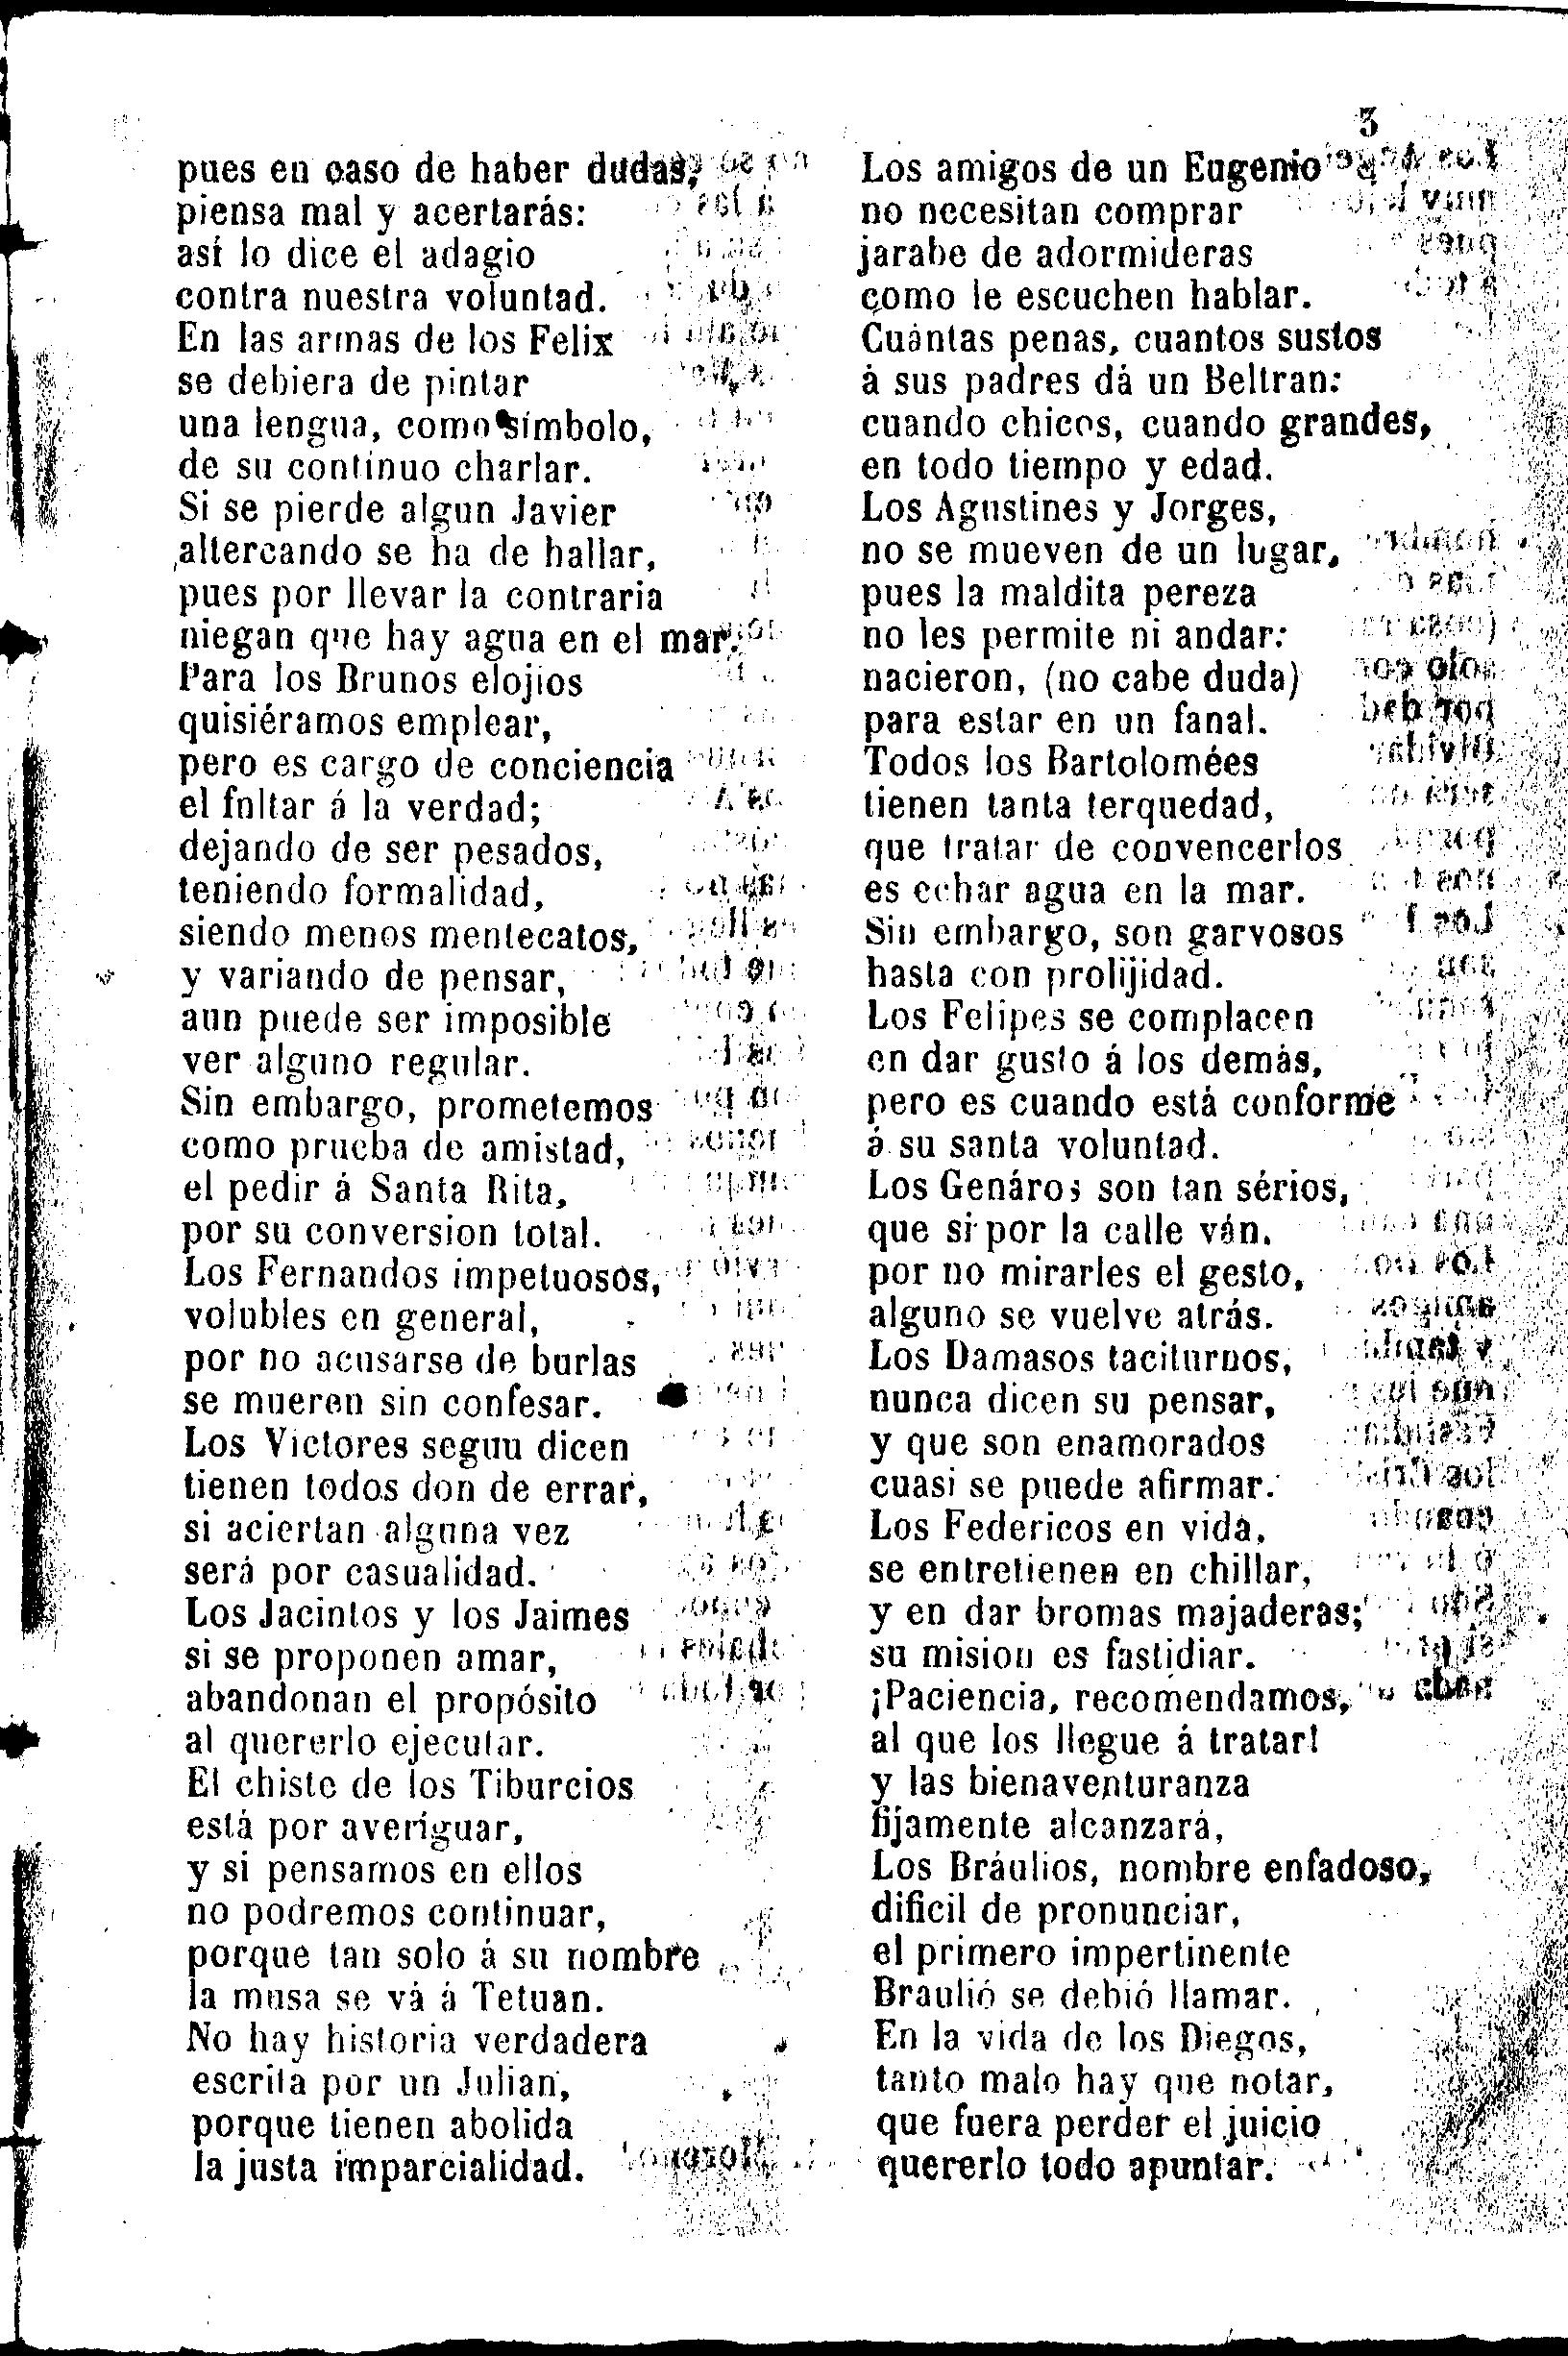 3
pues en caso de haber dudas,
piensa mal y acertarás:
así lo dice el adagio
contra nuestra voluntad.
En las armas de los Felix
se debiera de pintar
una lengua, como símbolo,
de su contínuo charlar.
Si se pierde algun Javier
altercando se ha de hallar,
pues por llevar la contraria
niegan que hay agua en el mar.
Para los Brunos elojios
quisiéramos emplear,
pero es cargo de conciencia
el faltar á la verdad;
dejando de ser pesados,
teniendo formalidad,
siendo menos mentecatos,
y variando de pensar,
aun puede ser imposible
ver alguno regular.
Sin embargo, prometemos
como prueba de amistad,
el pedir á Santa Rita,
por su conversion total.
Los Fernandos impetuosos,
volubles en general,
por no acusarse de burlas
se mueren sin confesar.
Los Victores seguu dicen
tienen todos don de errar,
si aciertan alguna vez
será por casualidad.
Los Jacintos y los Jaimes
si se proponen amar,
abandonan el propósito
al quererlo ejecutar.
El chiste de los Tiburcios
está por averiguar,
y si pensamos en ellos
no podremos continuar,
porque tan solo á su nombre
la musa se vá á Tetuan.
No hay historia verdadera
escrita por un Julian,
porque tienen abolida
la justa imparcialidad.
Los amigos de un Eugenio
no necesitan comprar
jarabe de adormideras
como le escuchen hablar.
Cuántas penas, cuantos sustos
á sus padres dá un Beltran:
cuando chicos, cuando grandes,
en todo tiempo y edad.
Los Agustines y Jorges,
no se mueven de un lugar,
pues la maldita pereza
no les permite ni andar:
nacieron, (no cabe duda)
para estar en un fanal.
Todos los Bartolomées
tienen tanta terquedad,
que tratar de convencerlos
es echar agua en la mar.
Sin embargo, son garvosos
hasta con prolijidad.
Los Felipes se complacen
en dar gusto á los demás,
pero es cuando está conforme
á su santa voluntad.
Los Genáros son tan sérios,
que si por la calle ván.
por no mirarles el gesto,
alguno se vuelve atrás.
Los Damasos taciturnos,
nunca dicen su pensar,
y que son enamorados
cuasi se puede afirmar.
Los Federicos en vida,
se entretienen en chillar,
y en dar bromas majaderas;
su mision es fastidiar.
¡Paciencia, recomendamos,
al que los llegue á tratar!
y las bienaventuranza
fijamente alcanzará,
Los Bráulios, nombre enfadoso,
dificil de pronunciar,
el primero impertinente
Braulió se debió llamar.
En la vida de los Diegos,
tanto malo hay que notar,
que fuera perder el juicio
quererlo todo apuntar.